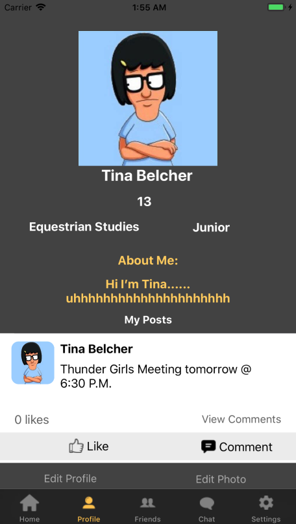 Carrier 1:55 AM
Tina Belcher
13
Equestrian Studies Junior
About Me:
Hi I'm Tina......
uhhhhhhhhhhhhhhhhhhhhh
My Posts
Tina Belcher
Thunder Girls Meeting tomorrow @
6:30 P.M.
0 likes View Comments
Like Comment
Edit Profile Edit Photo
Home Profile Friends Chat Settings